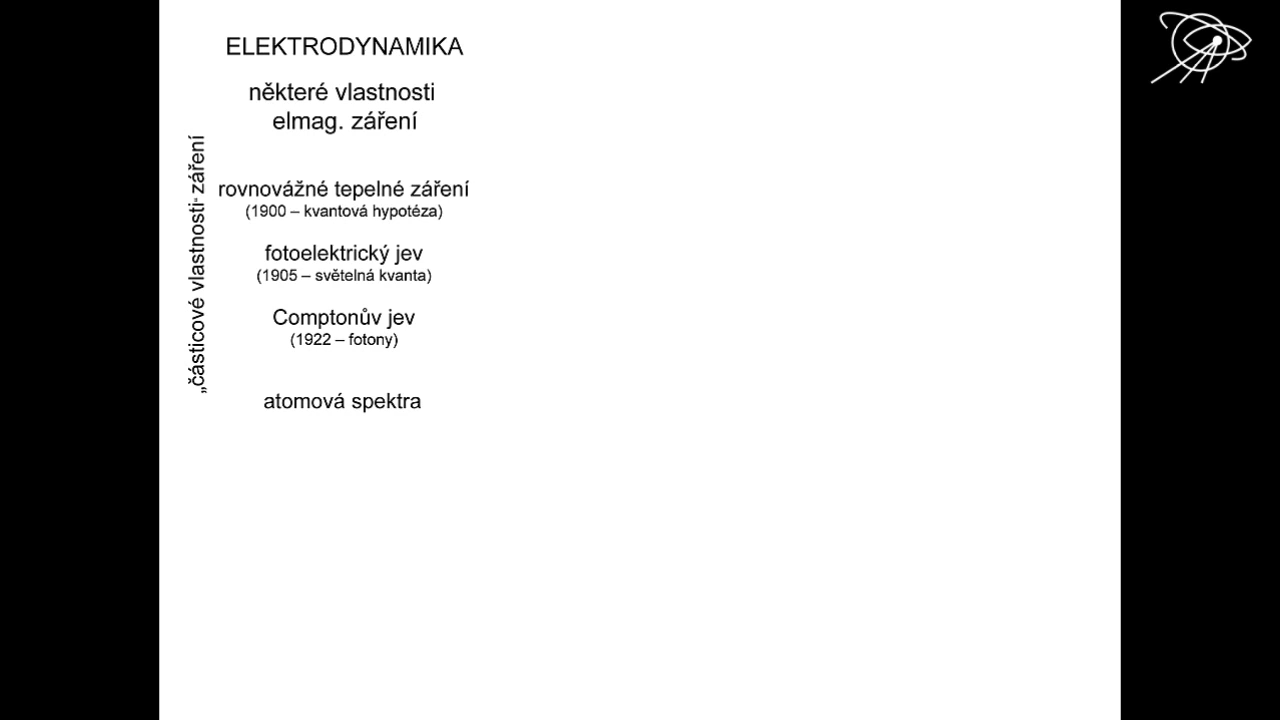 ELEKTRODYNAMIKA
některé vlastnosti
elmag. záření
„částicové vlastnosti“ záření
rovnovážné tepelné záření
(1900 – kvantová hypotéza)
fotoelektrický jev
(1905 – světelná kvanta)
Comptonův jev
(1922 – fotony)
atomová spektra